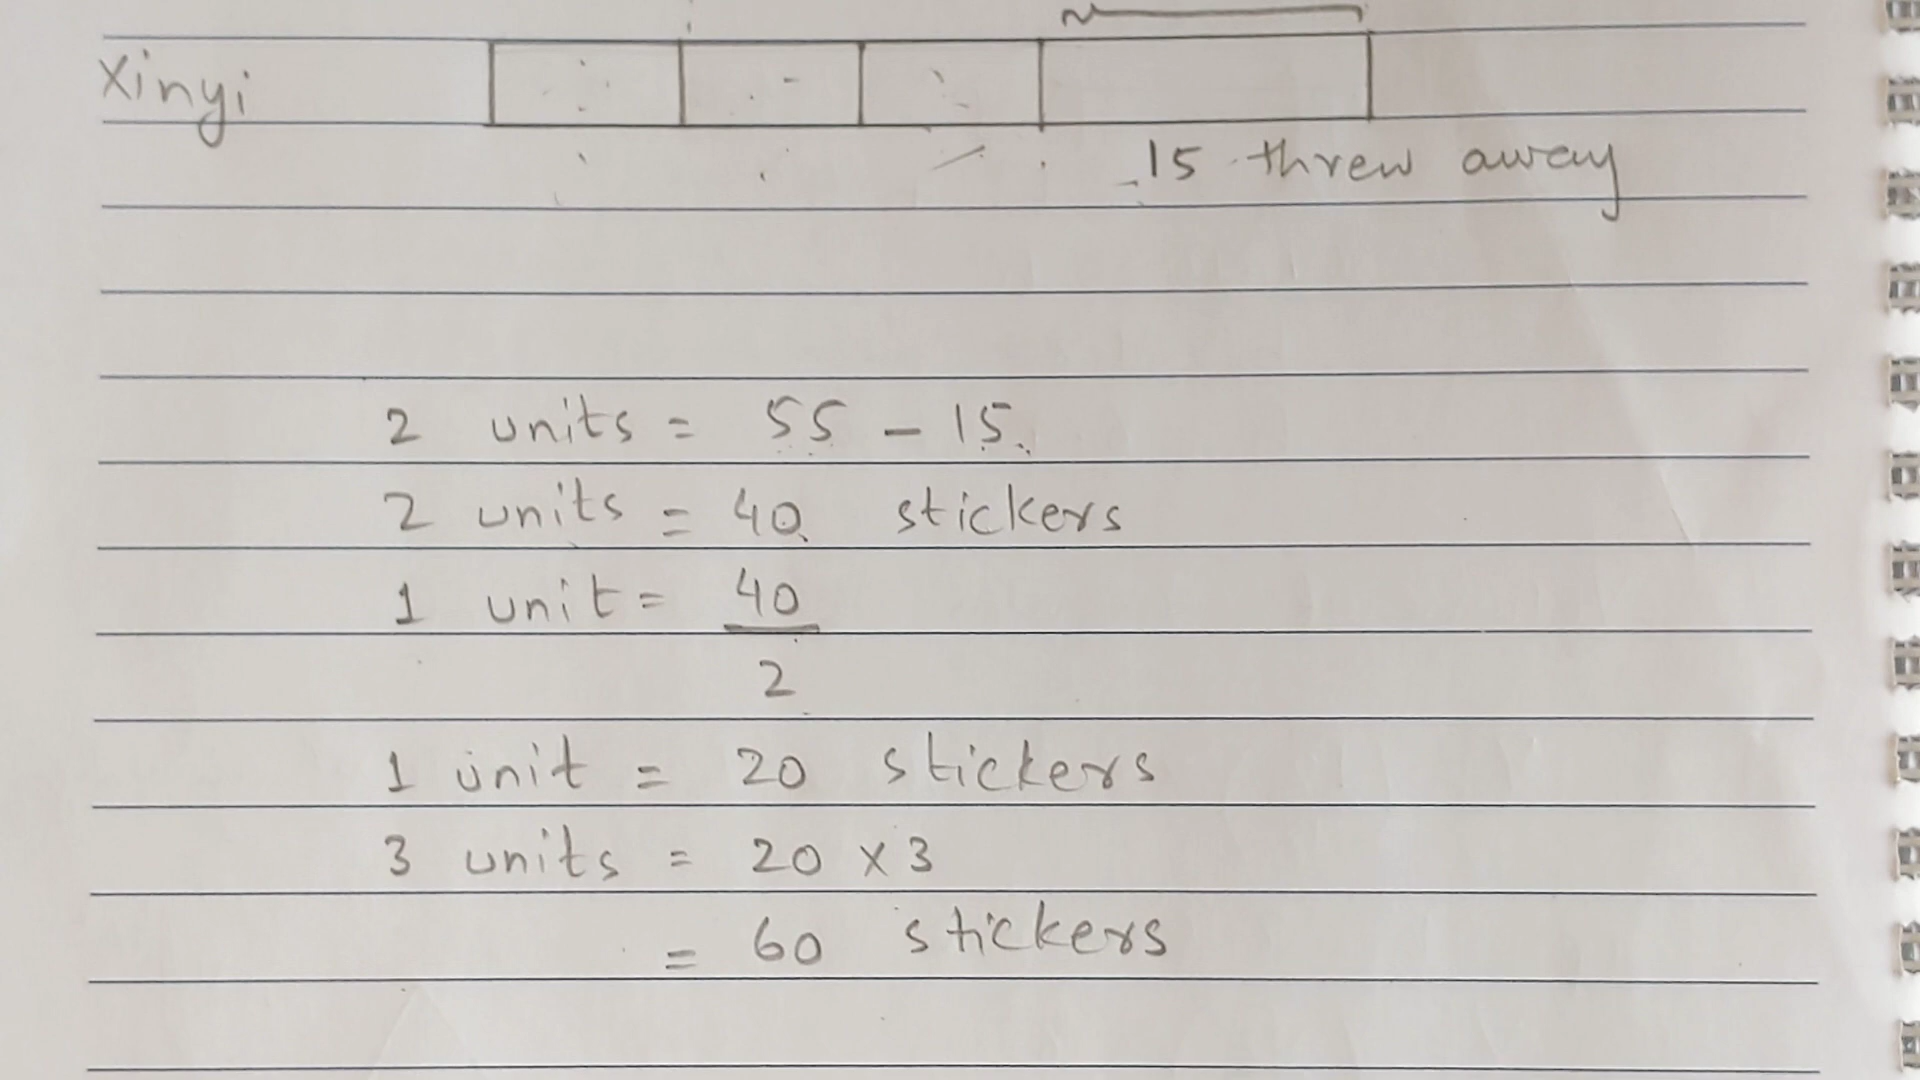 Xinyi
15 threw away
2 units = 55 - 15
2 units = 40 stickers
1 unit = 40
2
1 unit = 20 stickers
3 units = 20 x 3
= 60 stickers